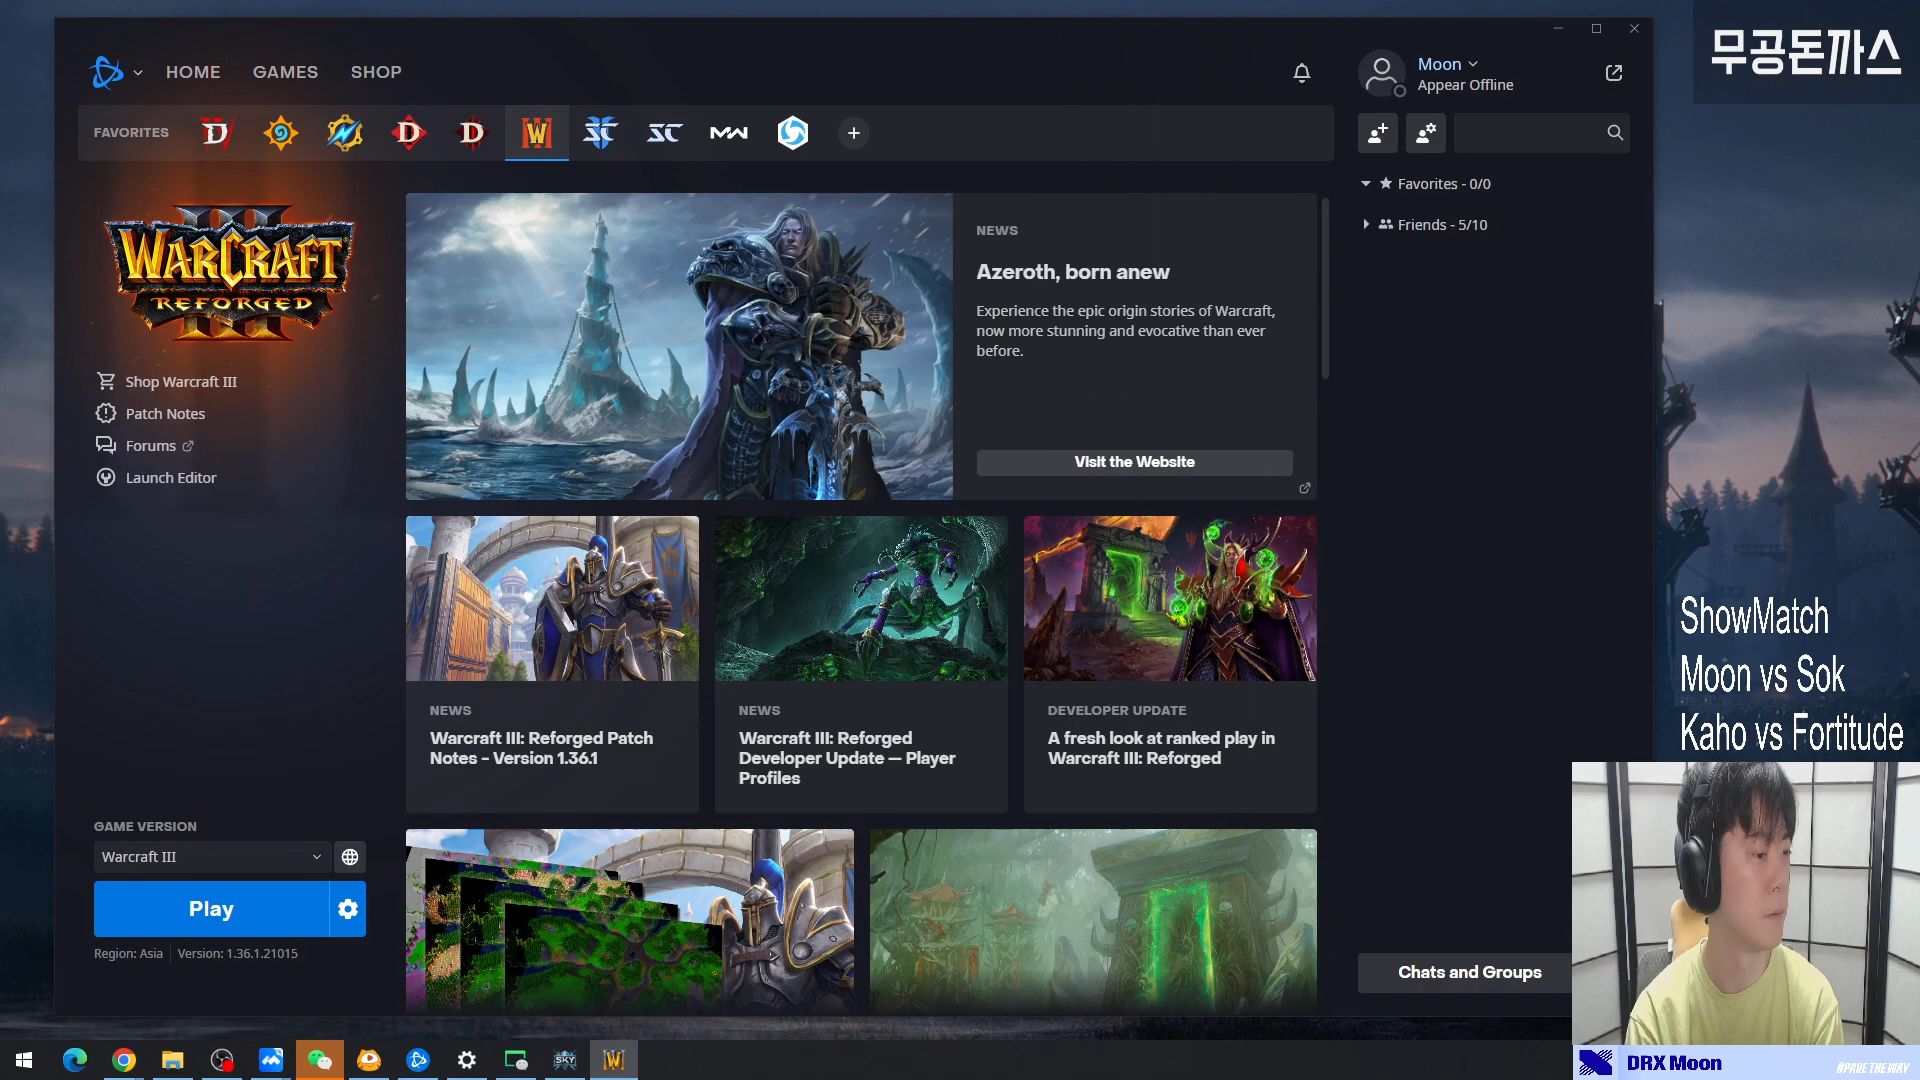 HOME
GAMES
SHOP
Moon
Appear Offline
무공돈까스
FAVORITES
Favorites - 0/0
Friends - 5/10
WARCRAFT
III
REFORGED
NEWS
Azeroth, born anew
Experience the epic origin stories of Warcraft,
now more stunning and evocative than ever
before.
Visit the Website
Shop Warcraft III
Patch Notes
Forums
Launch Editor
NEWS
Warcraft III: Reforged Patch
Notes - Version 1.36.1
NEWS
Warcraft III: Reforged
Developer Update — Player
Profiles
DEVELOPER UPDATE
A fresh look at ranked play in
Warcraft III: Reforged
ShowMatch
Moon vs Sok
Kaho vs Fortitude
GAME VERSION
Warcraft III
Play
Region: Asia
Version: 1.36.1.21015
Chats and Groups
SKY
DRX Moon
#PAVE THE WAY